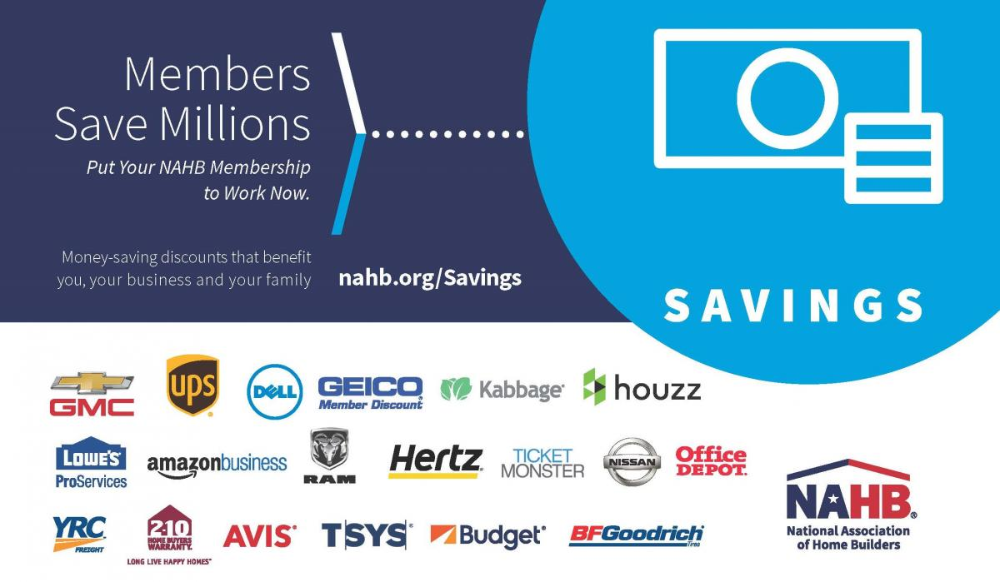 Members
Save Millions
Put Your NAHB Membership
to Work Now.
Money-saving discounts that benefit
you, your business and your family
nahb.org/Savings
SAVINGS
GMC
ups
DELL
GEICO
Member Discount
Kabbage
houzz
LOWE'S
ProServices
amazonbusiness
RAM
Hertz
TICKET
MONSTER
NISSAN
Office
DEPOT
YRC
FREIGHT
2-10
HOME BUYERS
WARRANTY
LONG LIVE HAPPY HOMES
AVIS
TSYS
Budget
BFGoodrich
Tires
NAHB
National Association
of Home Builders